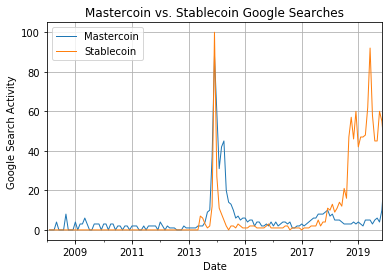 Mastercoin vs. Stablecoin Google Searches
Mastercoin
Stablecoin
Google Search Activity
100
80
60
40
20
0
2009
2011
2013
2015
2017
2019
Date